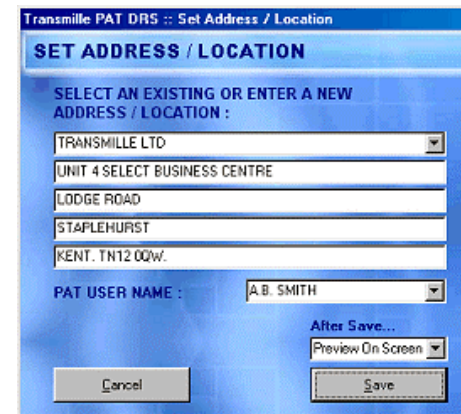 Transmille PAT DRS :: Set Address / Location
SET ADDRESS / LOCATION
SELECT AN EXISTING OR ENTER A NEW
ADDRESS / LOCATION :
TRANSMILLE LTD
UNIT 4 SELECT BUSINESS CENTRE
LODGE ROAD
STAPLEHURST
KENT. TN12 0QW.
PAT USER NAME : A.B. SMITH
After Save...
Preview On Screen
Cancel Save